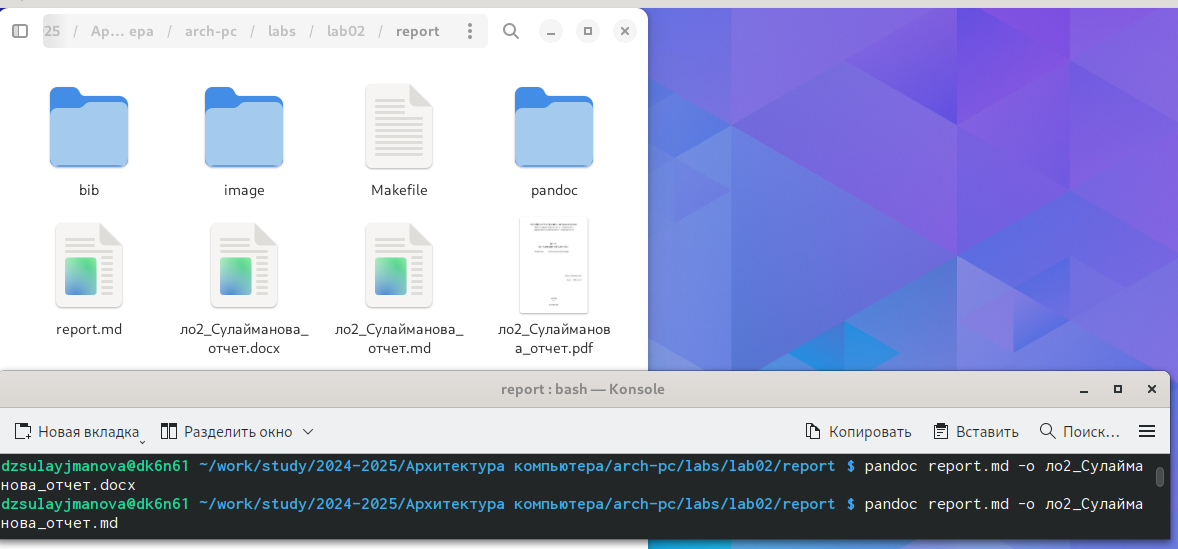 25 / Ар... ера / arch-pc / labs / lab02 / report
bib
image
Makefile
pandoc
report.md
ло2_Сулайманова_
отчет.docx
ло2_Сулайманова_
отчет.md
ло2_Сулайманов
а_отчет.pdf
report : bash — Konsole
Новая вкладка
Разделить окно
Копировать
Вставить
Поиск...
dzsulayjmanova@dk6n61 ~/work/study/2024-2025/Архитектура компьютера/arch-pc/labs/lab02/report $ pandoc report.md -o ло2_Сулайма
нова_отчет.docx
dzsulayjmanova@dk6n61 ~/work/study/2024-2025/Архитектура компьютера/arch-pc/labs/lab02/report $ pandoc report.md -o ло2_Сулайма
нова_отчет.md